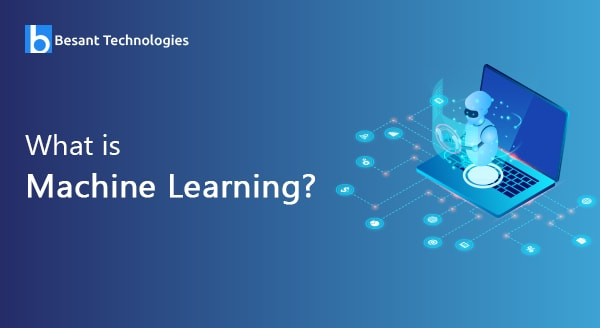 b Besant Technologies
What is
Machine Learning?